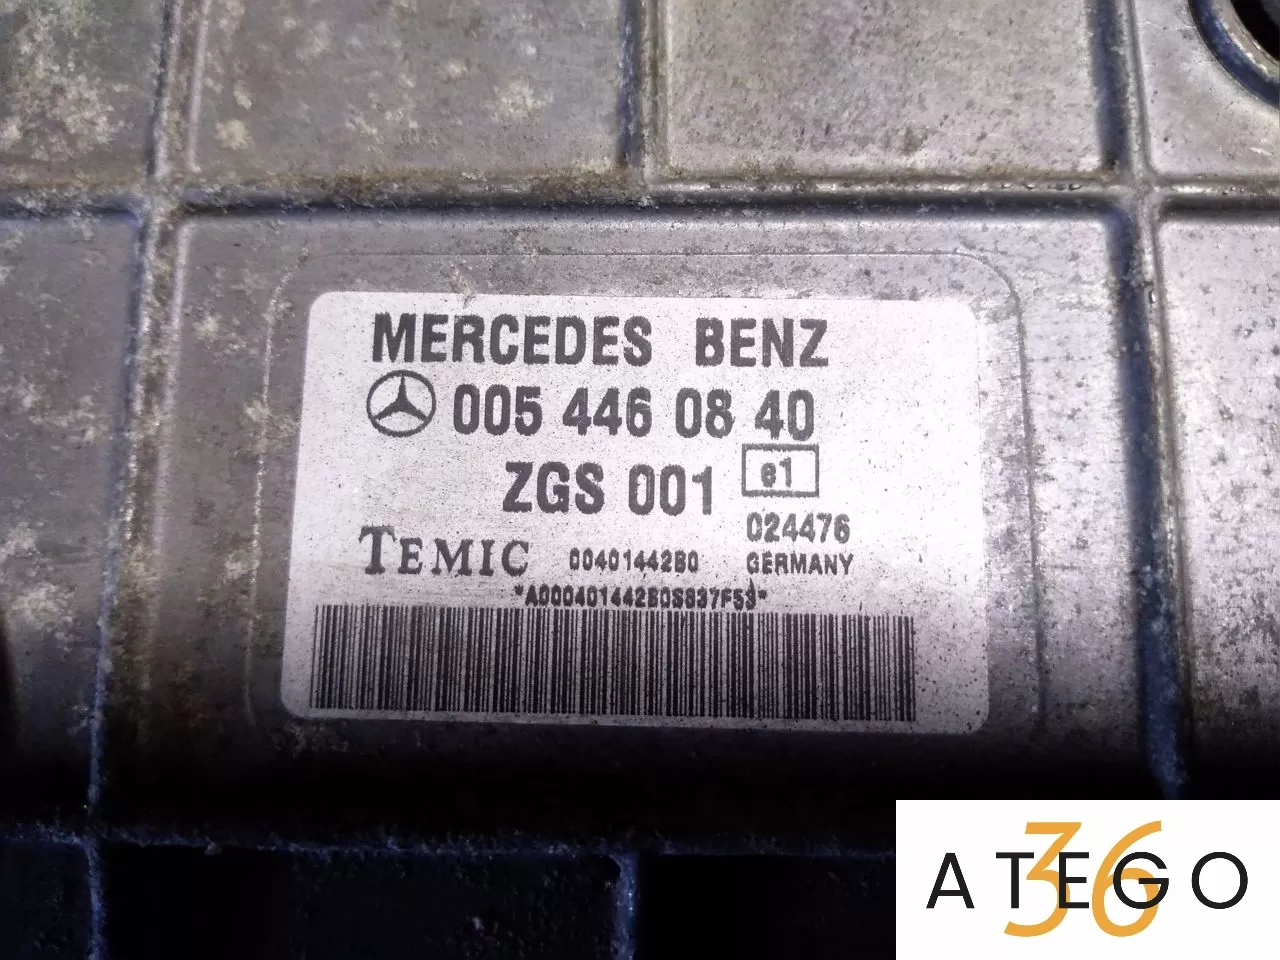 MERCEDES BENZ
005 446 08 40
ZGS 001 e1
024476
TEMIC 00401442B0 GERMANY
*A000401442B0S837F53*
ATEGO
36